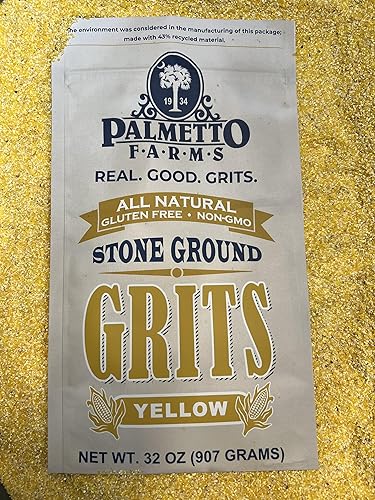 The environment was considered in the manufacturing of this package;
made with 43% recycled material.
19 34
PALMETTO
F·A·R·M·S
REAL. GOOD. GRITS.
ALL NATURAL
GLUTEN FREE • NON-GMO
STONE GROUND
GRITS
YELLOW
NET WT. 32 OZ (907 GRAMS)